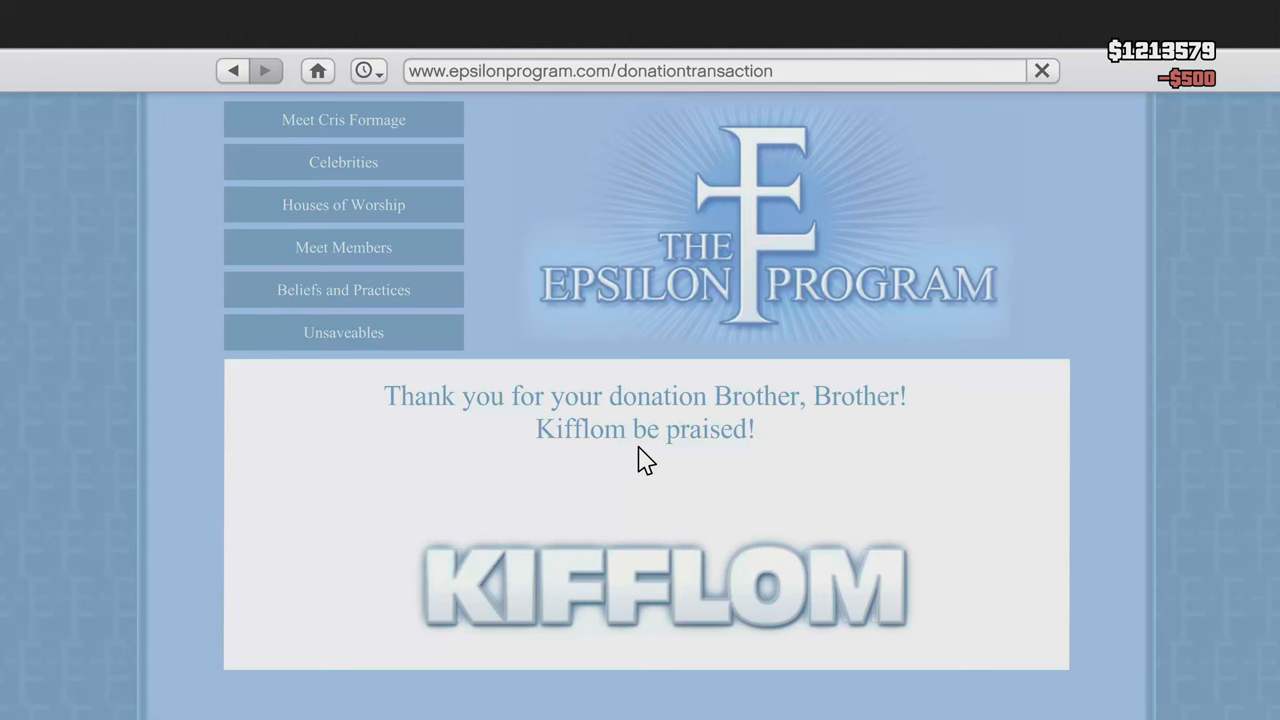 $1213579
-$500
www.epsilonprogram.com/donationtransaction
Meet Cris Formage
Celebrities
Houses of Worship
Meet Members
Beliefs and Practices
Unsaveables
THE
EPSILON PROGRAM
Thank you for your donation Brother, Brother!
Kifflom be praised!
KIFFLOM